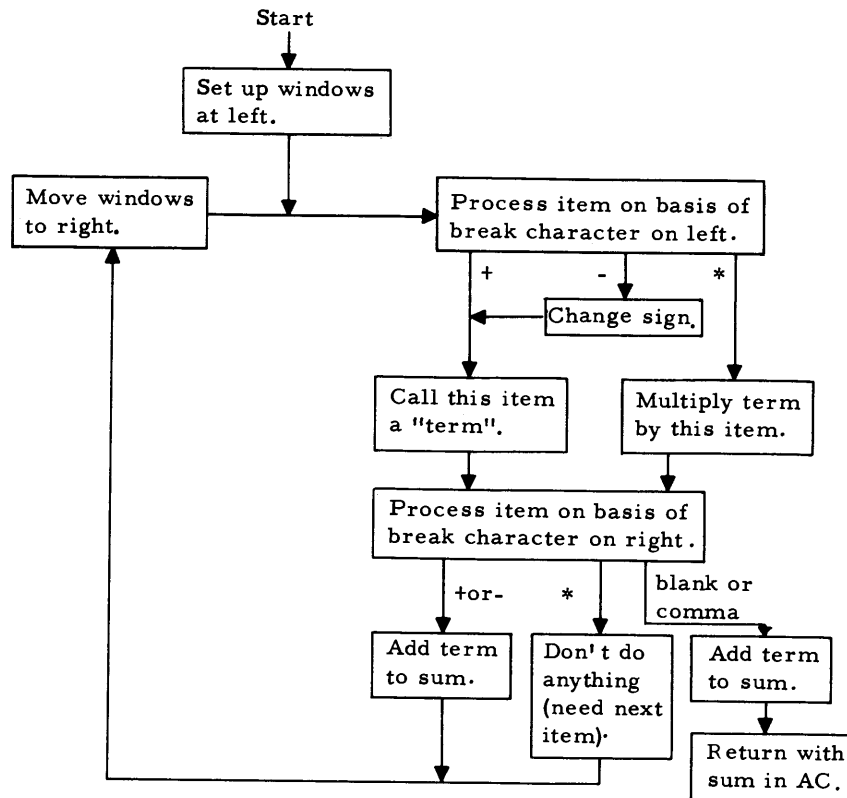 Start
Set up windows
at left.
Move windows
to right.
Process item on basis of
break character on left.
+
-
*
Change sign.
Call this item
a "term".
Multiply term
by this item.
Process item on basis of
break character on right.
+or-
*
blank or
comma
Add term
to sum.
Don't do
anything
(need next
item).
Add term
to sum.
Return with
sum in AC.